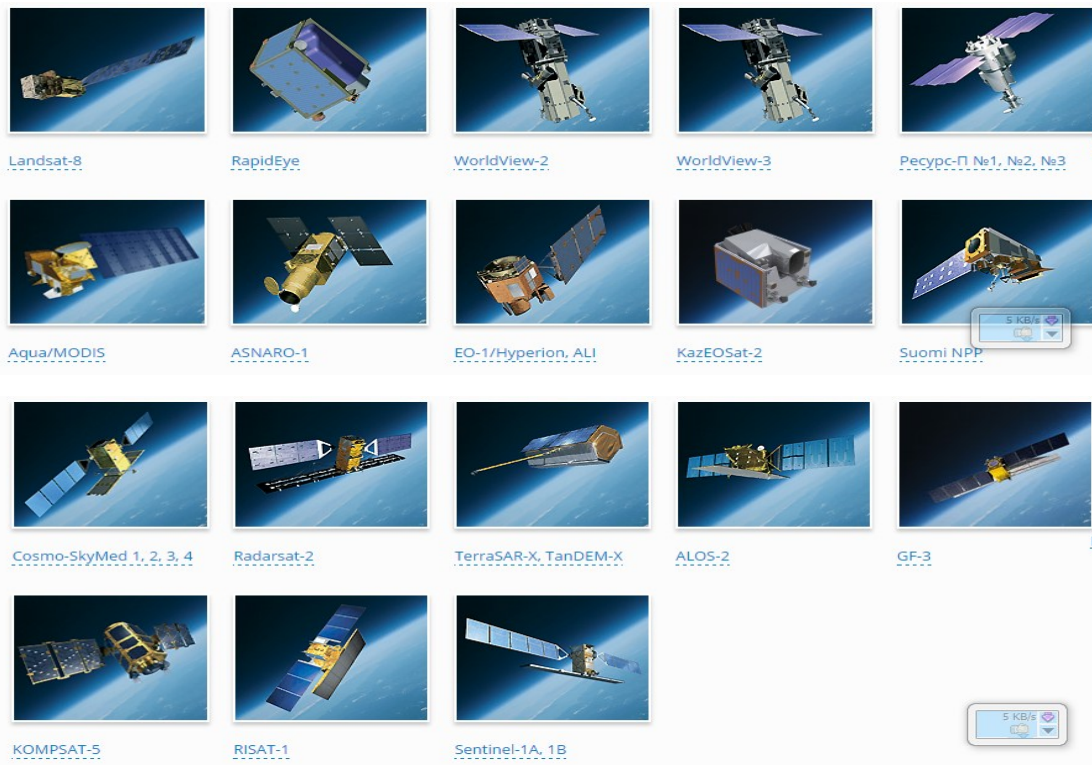 Landsat-8
RapidEye
WorldView-2
WorldView-3
Ресурс-П №1, №2, №3
Aqua/MODIS
ASNARO-1
EO-1/Hyperion, ALI
KazEOSat-2
Suomi NPP
5 KB/s
Cosmo-SkyMed 1, 2, 3, 4
Radarsat-2
TerraSAR-X, TanDEM-X
ALOS-2
GF-3
KOMPSAT-5
RISAT-1
Sentinel-1A, 1B
5 KB/s